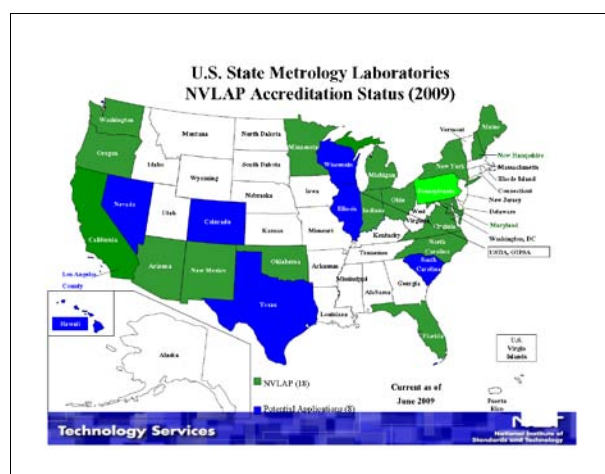 U.S. State Metrology Laboratories
NVLAP Accreditation Status (2009)
Washington
Oregon
California
Nevada
Idaho
Montana
Wyoming
Utah
Colorado
Arizona
New Mexico
North Dakota
South Dakota
Nebraska
Kansas
Oklahoma
Texas
Minnesota
Iowa
Missouri
Arkansas
Louisiana
Wisconsin
Illinois
Michigan
Indiana
Ohio
Kentucky
Tennessee
Mississippi
Alabama
Georgia
Florida
South
Carolina
North
Carolina
Virginia
West
Virginia
Pennsylvania
New York
Vermont
Maine
New Hampshire
Massachusetts
Rhode Island
Connecticut
New Jersey
Delaware
Maryland
Washington, DC
USDA, GIPSA
Los Angeles
County
Hawaii
Alaska
U.S.
Virgin
Islands
Puerto
Rico
NVLAP (18)
Potential Applications (8)
Current as of
June 2009
Technology Services
NIST
National Institute of
Standards and Technology